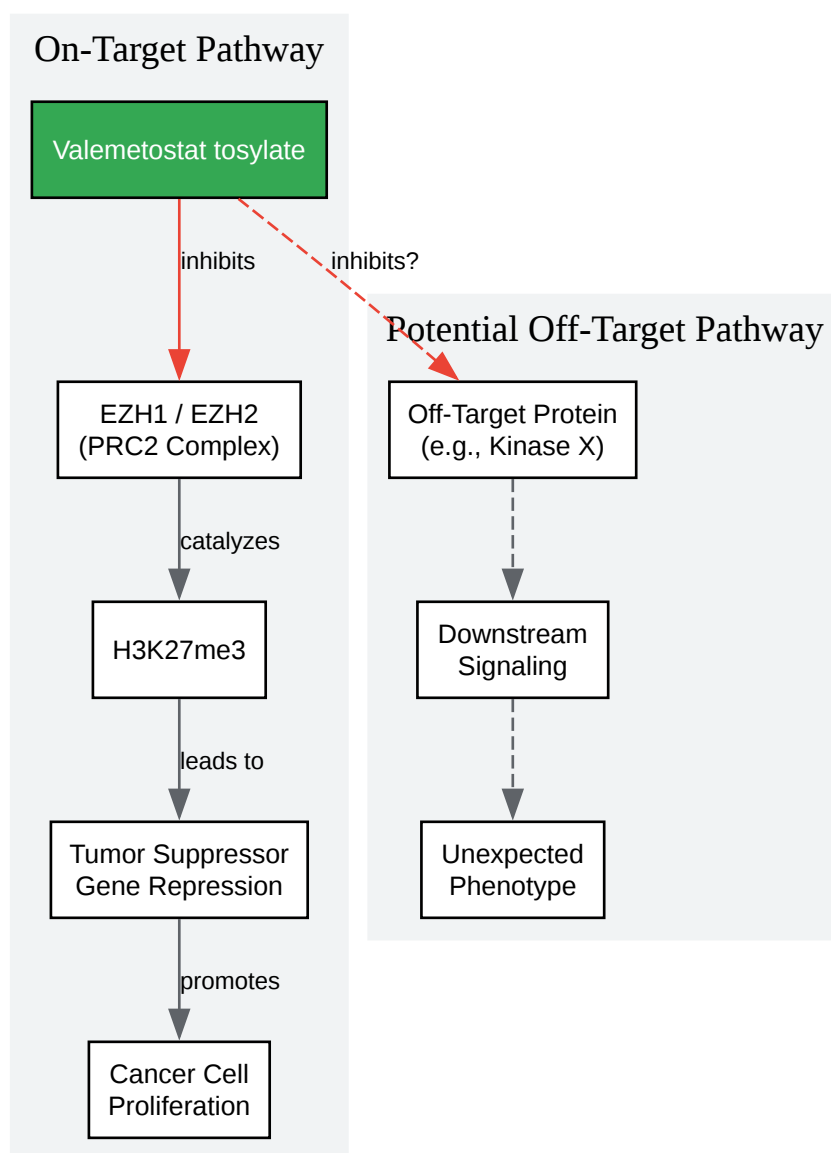 On-Target Pathway
Valemetostat tosylate
inhibits
inhibits?
Potential Off-Target Pathway
EZH1 / EZH2
(PRC2 Complex)
Off-Target Protein
(e.g., Kinase X)
catalyzes
H3K27me3
Downstream
Signaling
leads to
Tumor Suppressor
Gene Repression
Unexpected
Phenotype
promotes
Cancer Cell
Proliferation